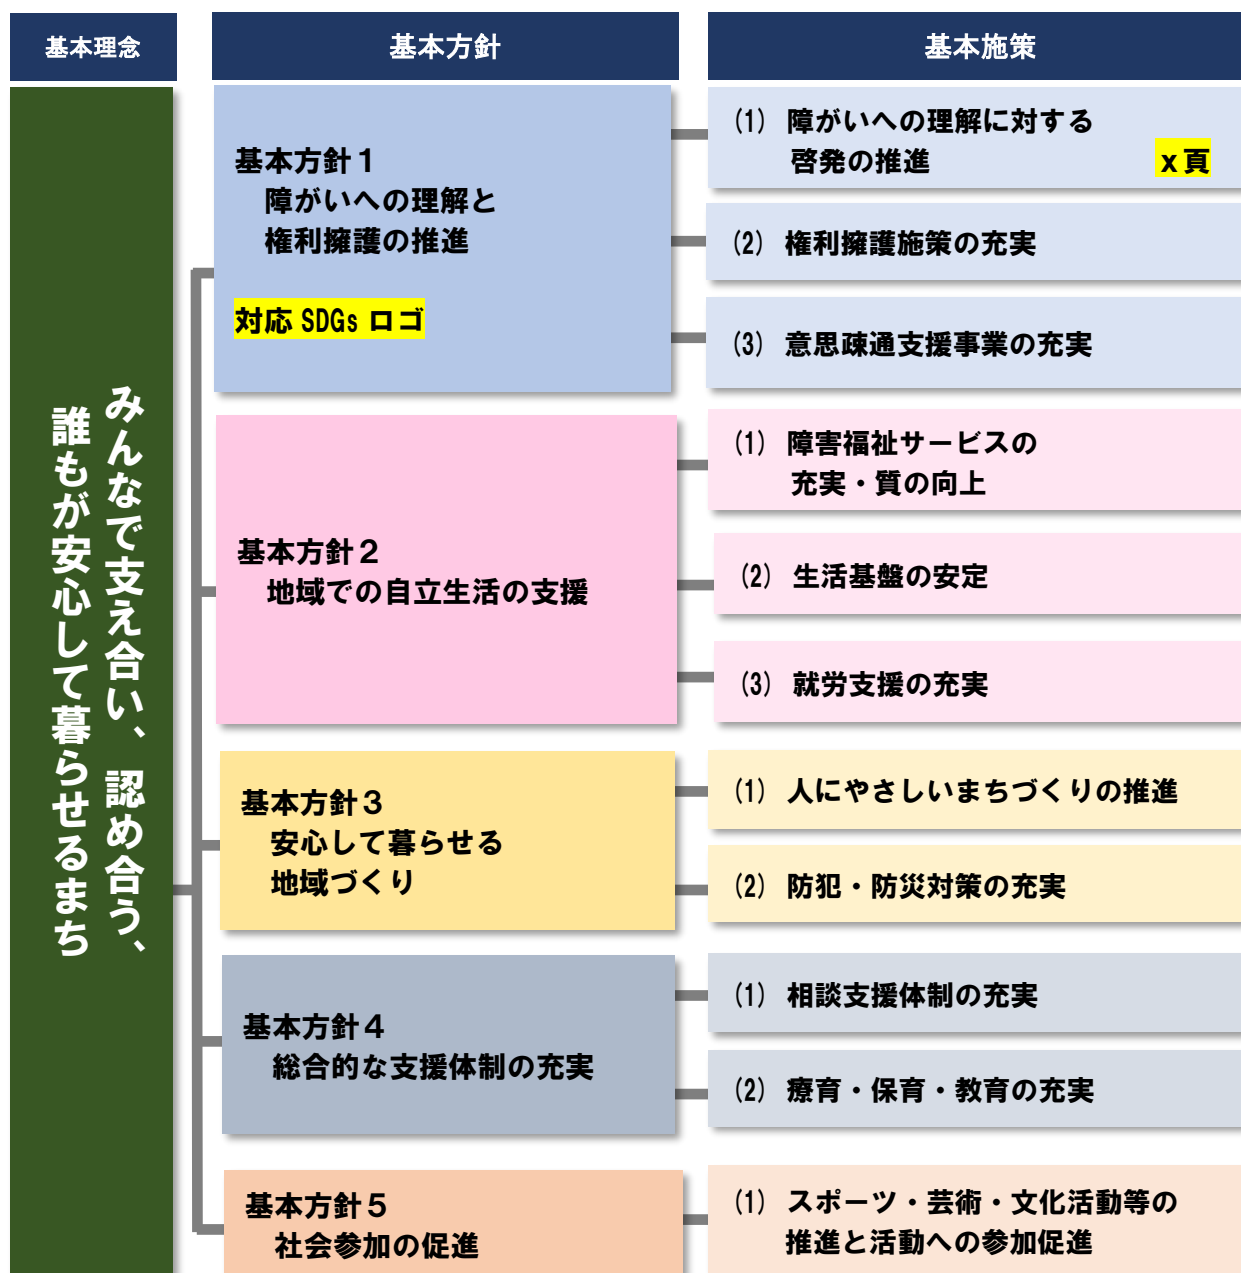 基本理念
基本方針
基本施策
みんなで支え合い、認め合う、
誰もが安心して暮らせるまち
基本方針１
障がいへの理解と
権利擁護の推進
対応 SDGs ロゴ
(1) 障がいへの理解に対する
啓発の推進 x頁
(2) 権利擁護施策の充実
(3) 意思疎通支援事業の充実
基本方針２
地域での自立生活の支援
(1) 障害福祉サービスの
充実・質の向上
(2) 生活基盤の安定
(3) 就労支援の充実
基本方針３
安心して暮らせる
地域づくり
(1) 人にやさしいまちづくりの推進
(2) 防犯・防災対策の充実
基本方針４
総合的な支援体制の充実
(1) 相談支援体制の充実
(2) 療育・保育・教育の充実
基本方針５
社会参加の促進
(1) スポーツ・芸術・文化活動等の
推進と活動への参加促進